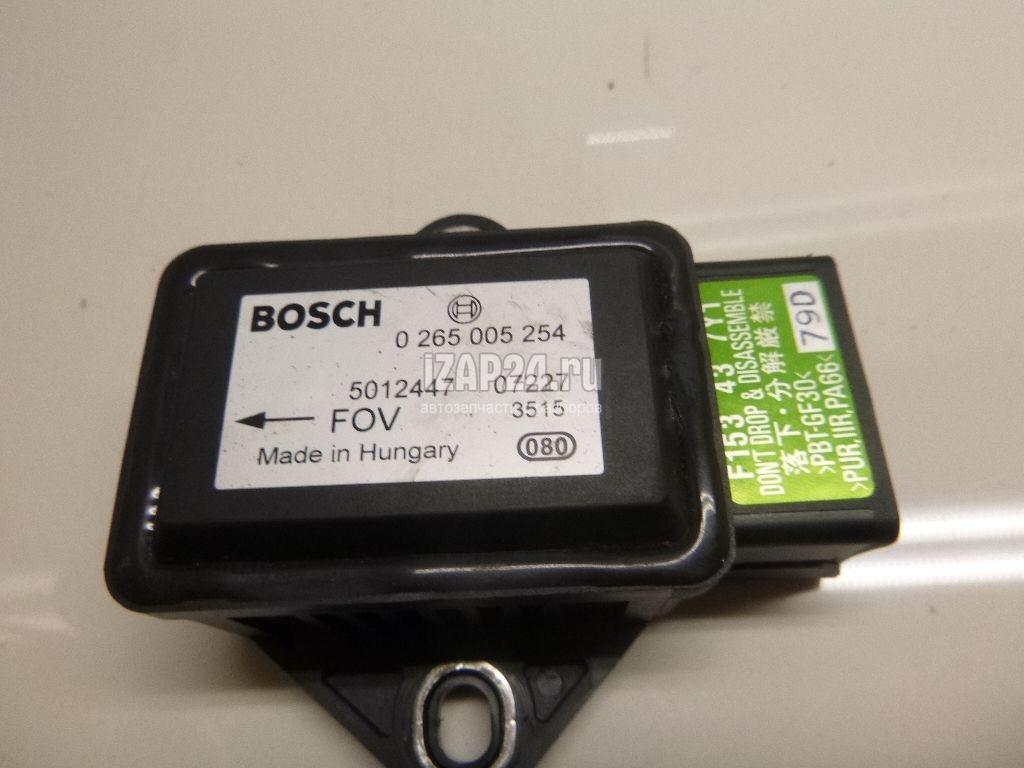 BOSCH
0 265 005 254
5012447 07227
FOV 3515
Made in Hungary 080
iZAP24.ru
F153 43 7Y1
DON'T DROP & DISASSEMBLE
落下・分解厳禁
>PBT-GF30<
>PUR,IIR,PA66<
79D